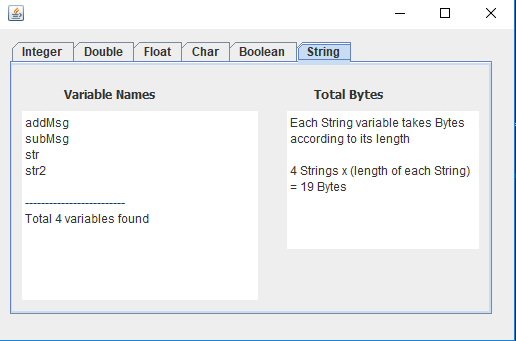 Integer Double Float Char Boolean String
Variable Names
addMsg
subMsg
str
str2
-------------------------
Total 4 variables found
Total Bytes
Each String variable takes Bytes
according to its length
4 Strings x (length of each String)
= 19 Bytes